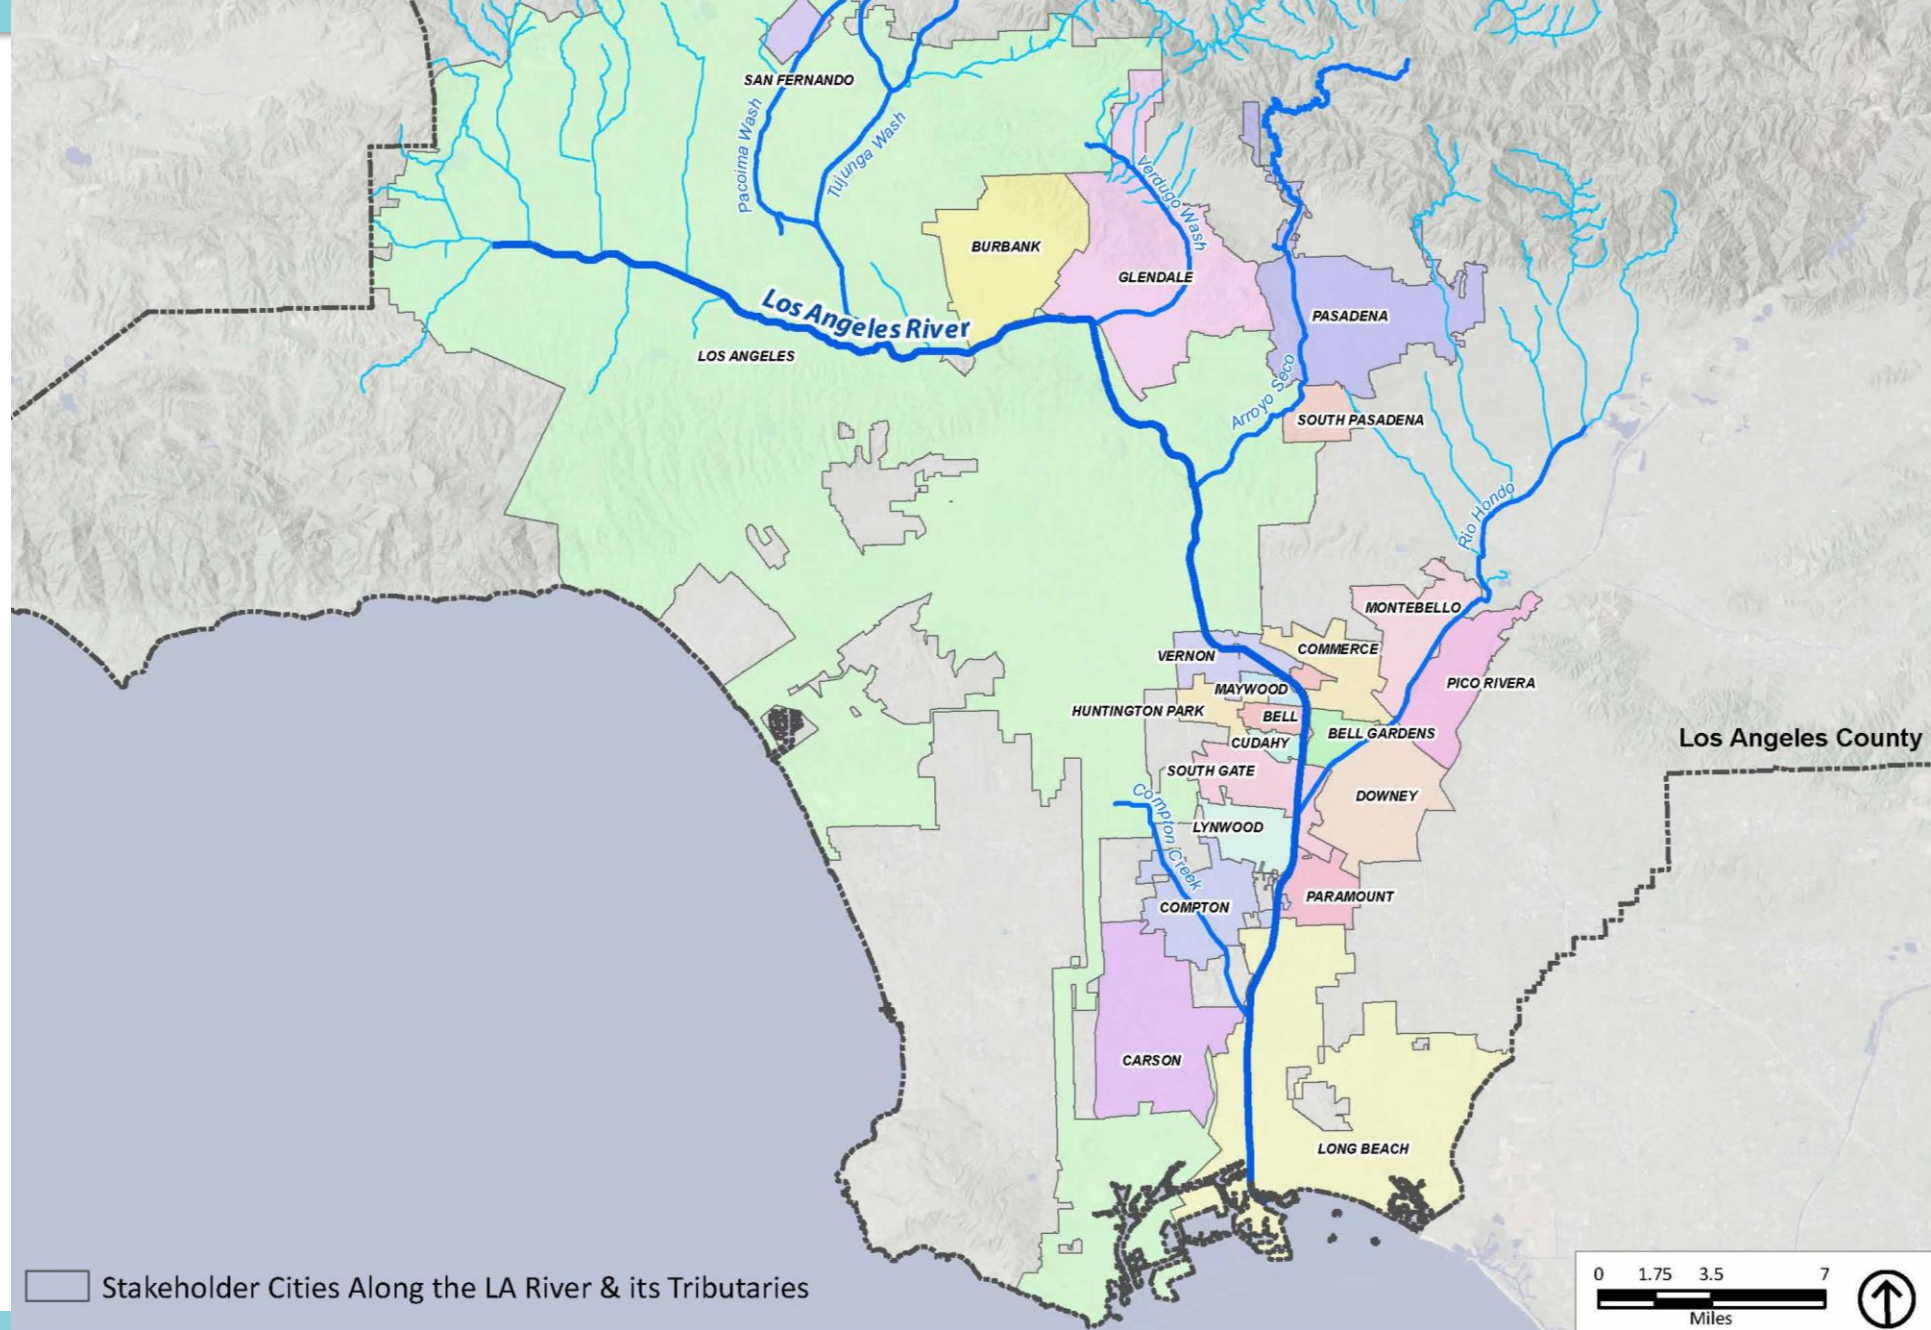 SAN FERNANDO
Pacoima Wash
Tujunga Wash
Verdugo Wash
BURBANK
GLENDALE
Los Angeles River
PASADENA
LOS ANGELES
Arroyo Seco
SOUTH PASADENA
Rio Hondo
MONTEBELLO
VERNON
COMMERCE
MAYWOOD
PICO RIVERA
HUNTINGTON PARK
BELL
BELL GARDENS
CUDAHY
Los Angeles County
SOUTH GATE
DOWNEY
Compton Creek
LYNWOOD
PARAMOUNT
COMPTON
CARSON
LONG BEACH
Stakeholder Cities Along the LA River & its Tributaries
0 1.75 3.5 7
Miles